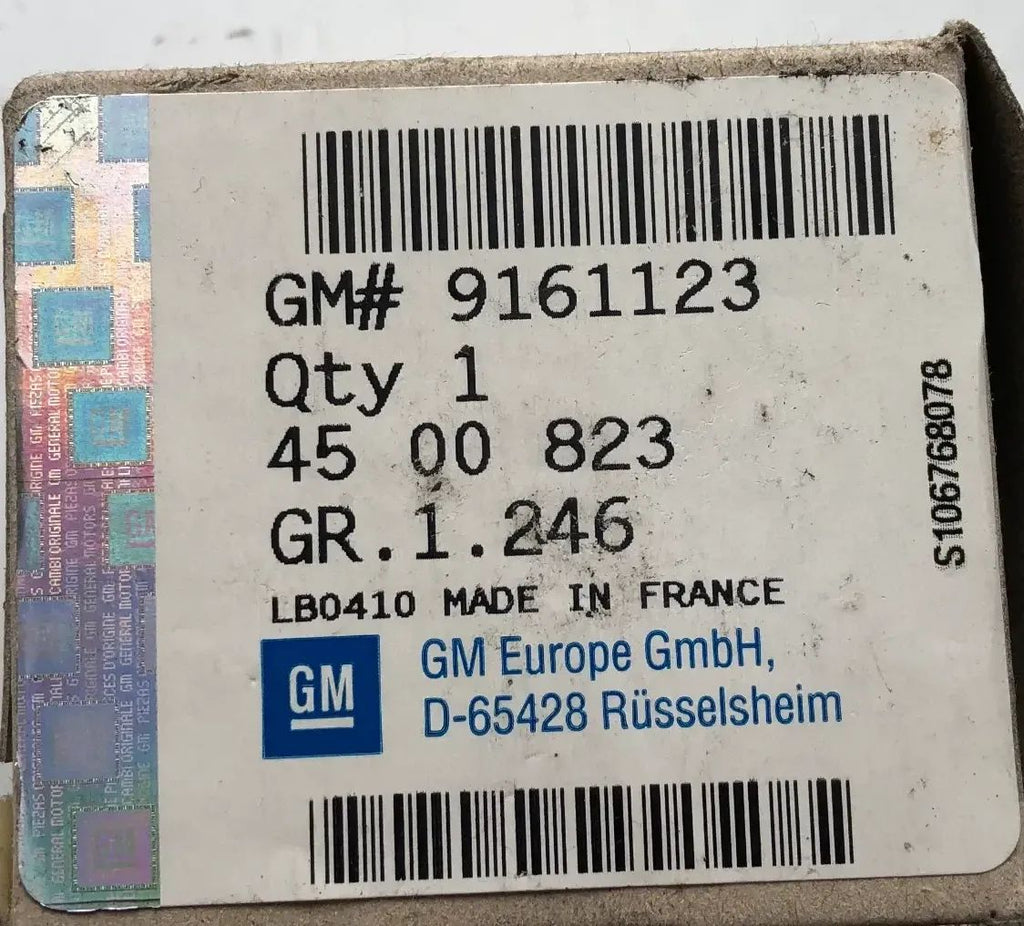 GM# 9161123
Qty 1
45 00 823
GR.1.246
LB0410 MADE IN FRANCE
GM
GM Europe GmbH,
D-65428 Rüsselsheim
S106768078